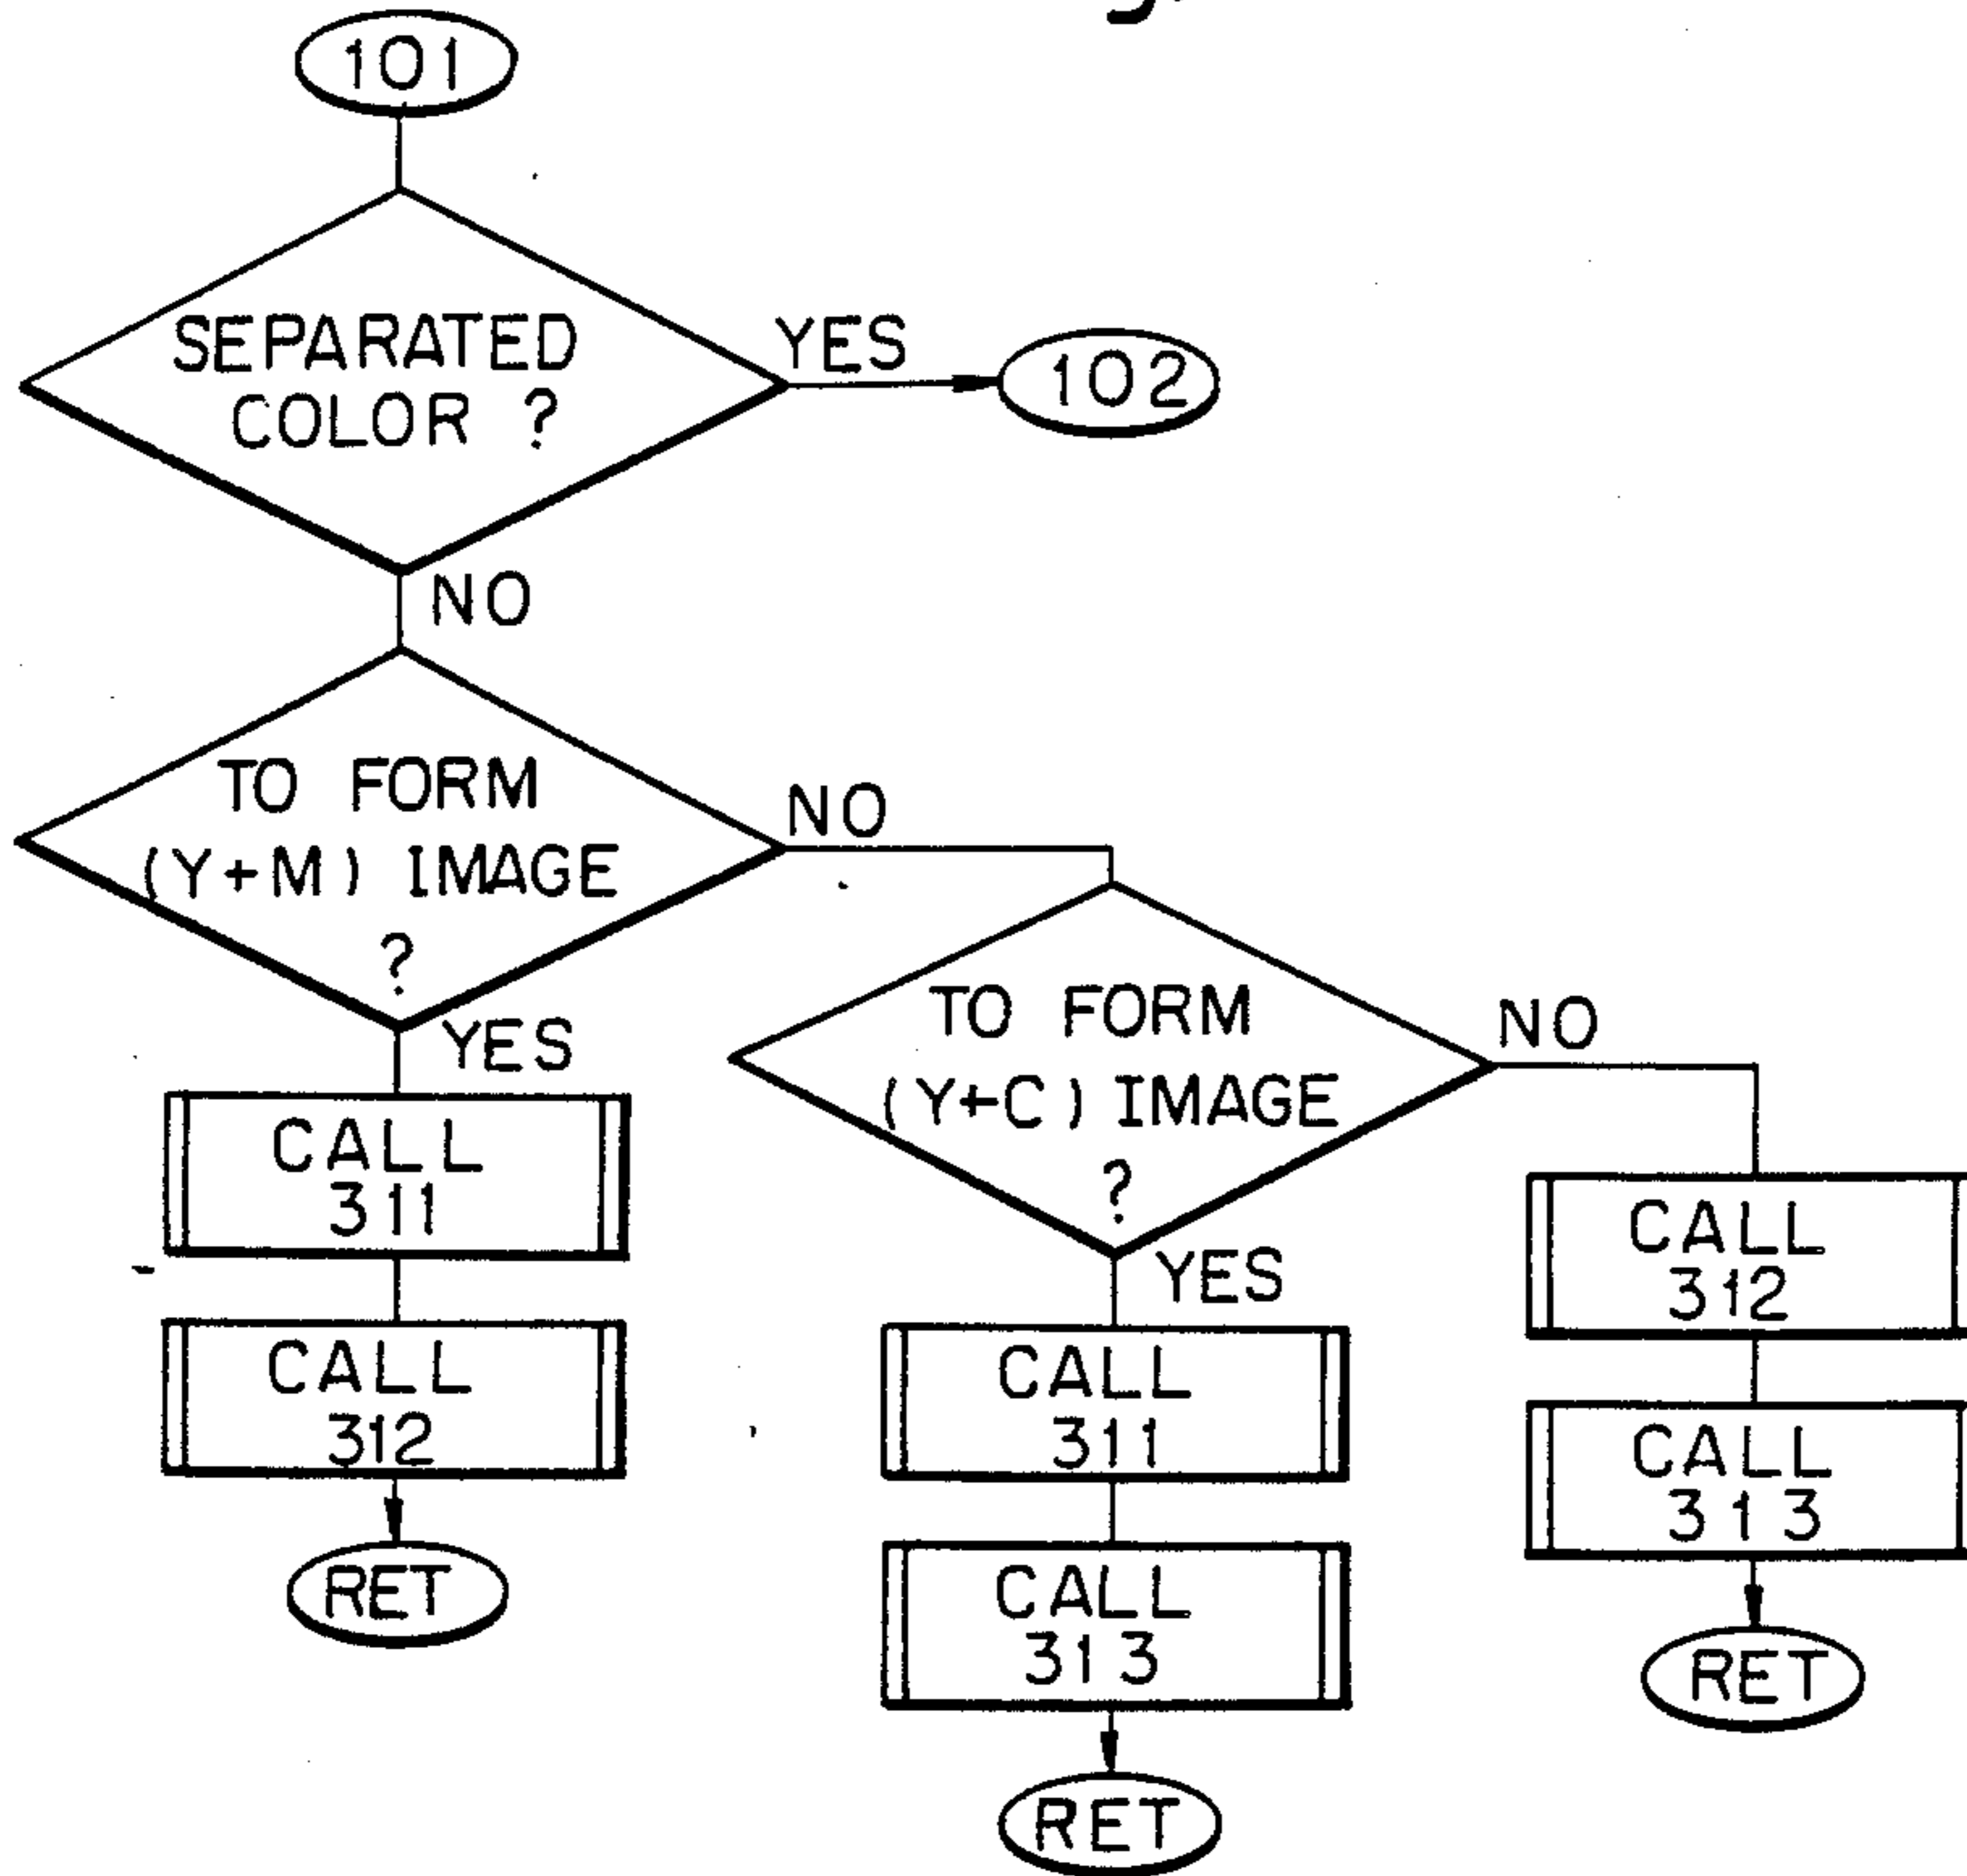 101
SEPARATED
COLOR ?
YES
102
NO
TO FORM
(Y+M) IMAGE
?
NO
YES
TO FORM
(Y+C) IMAGE
?
NO
YES
CALL
311
CALL
312
RET
CALL
311
CALL
313
RET
CALL
312
CALL
313
RET